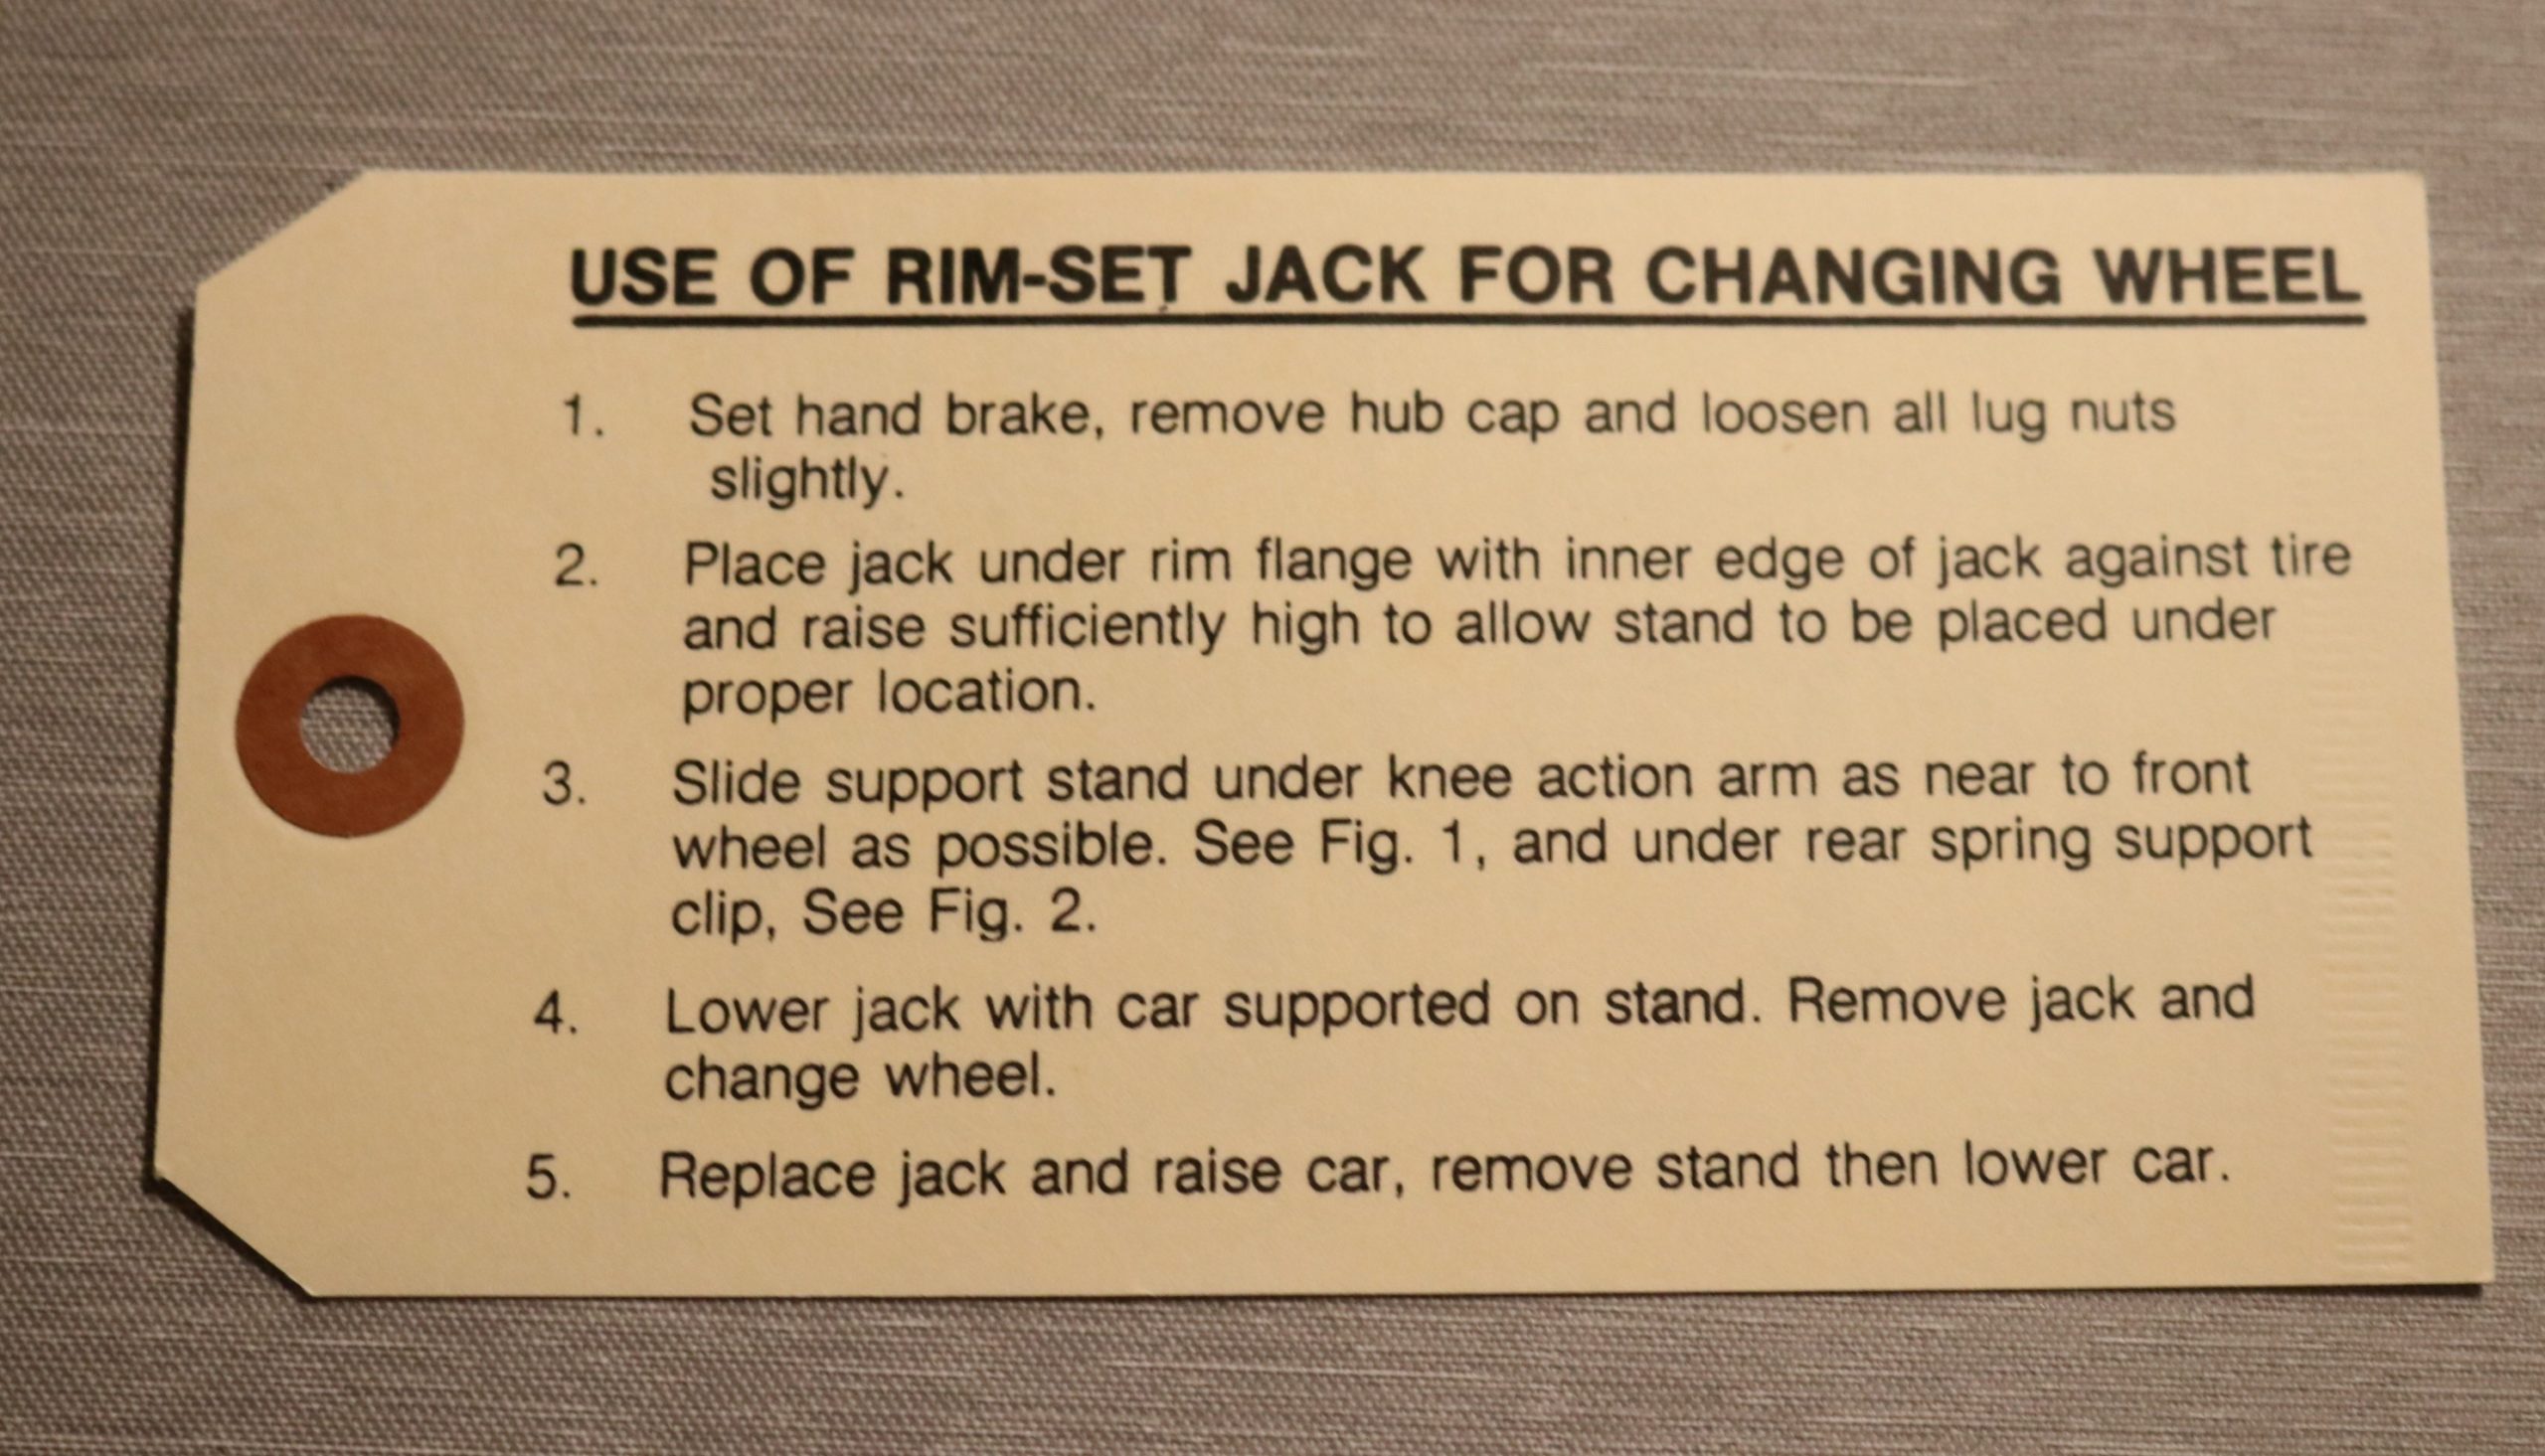 USE OF RIM-SET JACK FOR CHANGING WHEEL
1. Set hand brake, remove hub cap and loosen all lug nuts
slightly.
2. Place jack under rim flange with inner edge of jack against tire
and raise sufficiently high to allow stand to be placed under
proper location.
3. Slide support stand under knee action arm as near to front
wheel as possible. See Fig. 1, and under rear spring support
clip, See Fig. 2.
4. Lower jack with car supported on stand. Remove jack and
change wheel.
5. Replace jack and raise car, remove stand then lower car.